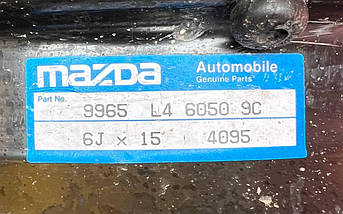 mazda
Automobile
Genuine Parts
Part No.
9965 L4 6050 9C
6J x 15 4095